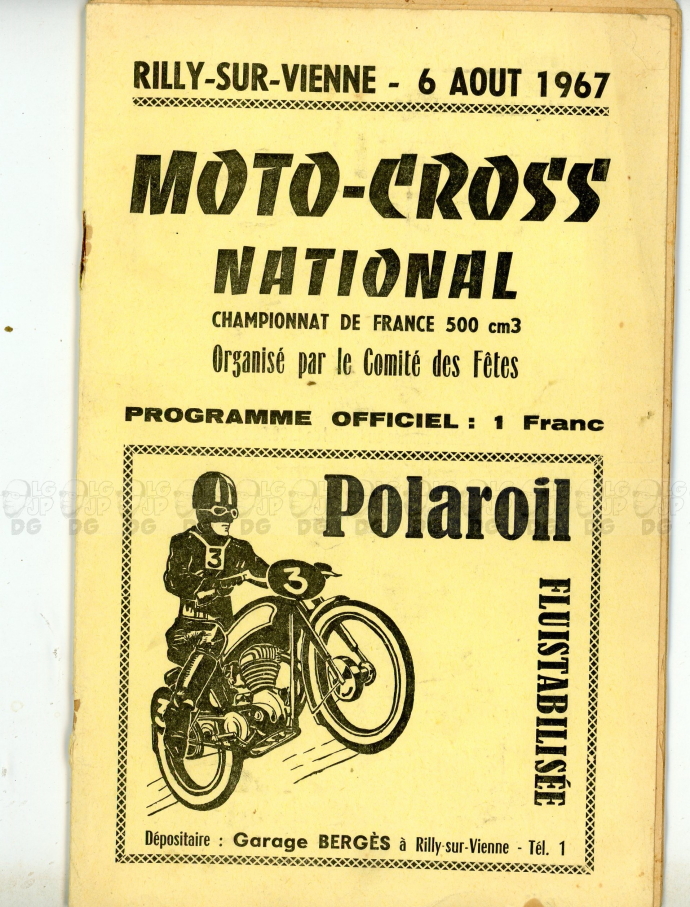 RILLY-SUR-VIENNE - 6 AOUT 1967
MOTO-CROSS
NATIONAL
CHAMPIONNAT DE FRANCE 500 cm3
Organisé par le Comité des Fêtes
PROGRAMME OFFICIEL : 1 Franc
Polaroil
FLUISTABILISÉE
3
3
3
Dépositaire : Garage BERGÈS à Rilly-sur-Vienne - Tél. 1